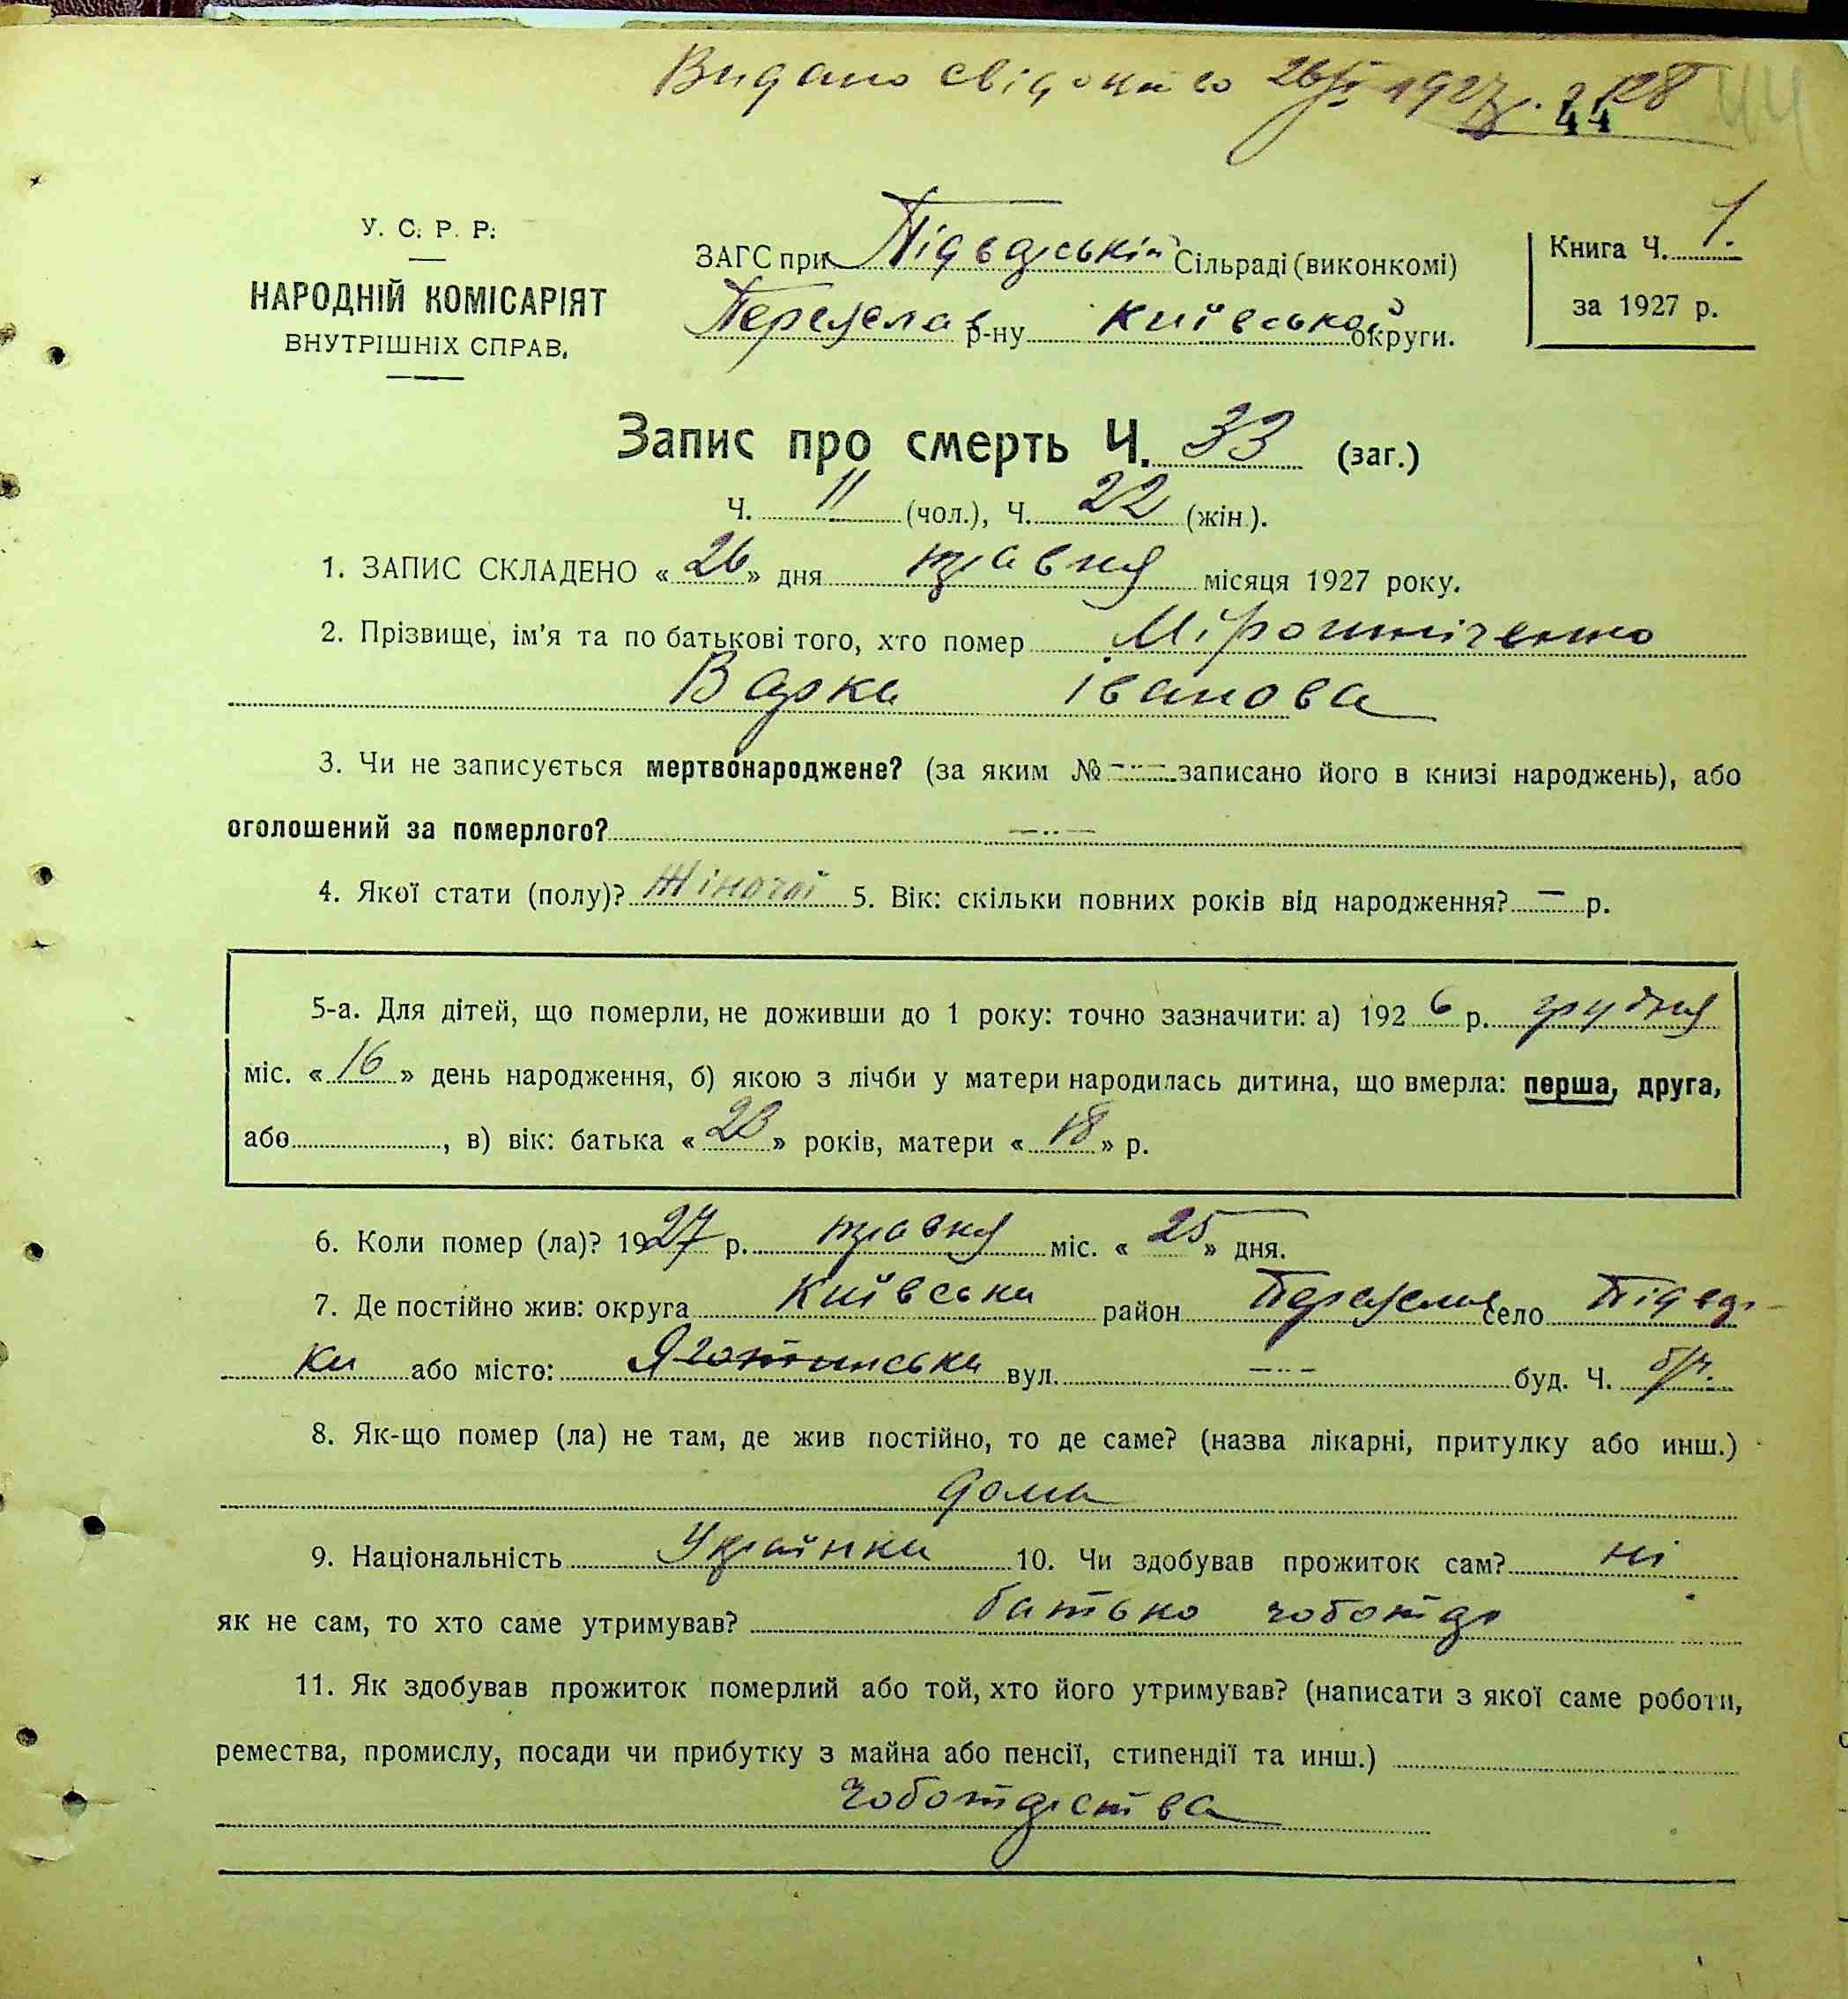 Видано свідоцтво 26/V 1927 р.
44
У. С. Р. Р.
НАРОДНІЙ КОМІСАРІЯТ
ВНУТРІШНІХ СПРАВ.
ЗАГС при Підварській Сільраді (виконкомі)
Переяслав р-ну Київської округи.
Книга Ч. 1.
за 1927 р.
Запис про смерть Ч. 33 (заг.)
Ч. 11 (чол.), Ч. 22 (жін.).
1. ЗАПИС СКЛАДЕНО « 26 » дня травня місяця 1927 року.
2. Прізвище, ім'я та по батькові того, хто помер Мірошніченко
Варка Іванова
3. Чи не записується мертвонароджене? (за яким № -··- записано його в книзі народжень), або
оголошений за померлого? —··—
4. Якої стати (полу)? Жіночої 5. Вік: скільки повних років від народження? — р.
5-а. Для дітей, що померли, не доживши до 1 року: точно зазначити: а) 192 6 р. грудня
міс. « 16 » день народження, б) якою з лічби у матери народилась дитина, що вмерла: перша, друга,
або , в) вік: батька « 23 » років, матери « 18 » р.
6. Коли помер (ла)? 1927 р. травня міс. « 25 » дня.
7. Де постійно жив: округа Київська район Переяслав село Підвар-
ки або місто: Яготинська вул. —··— буд. Ч. б/ч.
8. Як-що помер (ла) не там, де жив постійно, то де саме? (назва лікарні, притулку або инш.)
дома
9. Національність Українка 10. Чи здобував прожиток сам? ні
як не сам, то хто саме утримував? батько чоботар
11. Як здобував прожиток померлий або той, хто його утримував? (написати з якої саме роботи,
ремества, промислу, посади чи прибутку з майна або пенсії, стипендії та инш.)
чоботарства